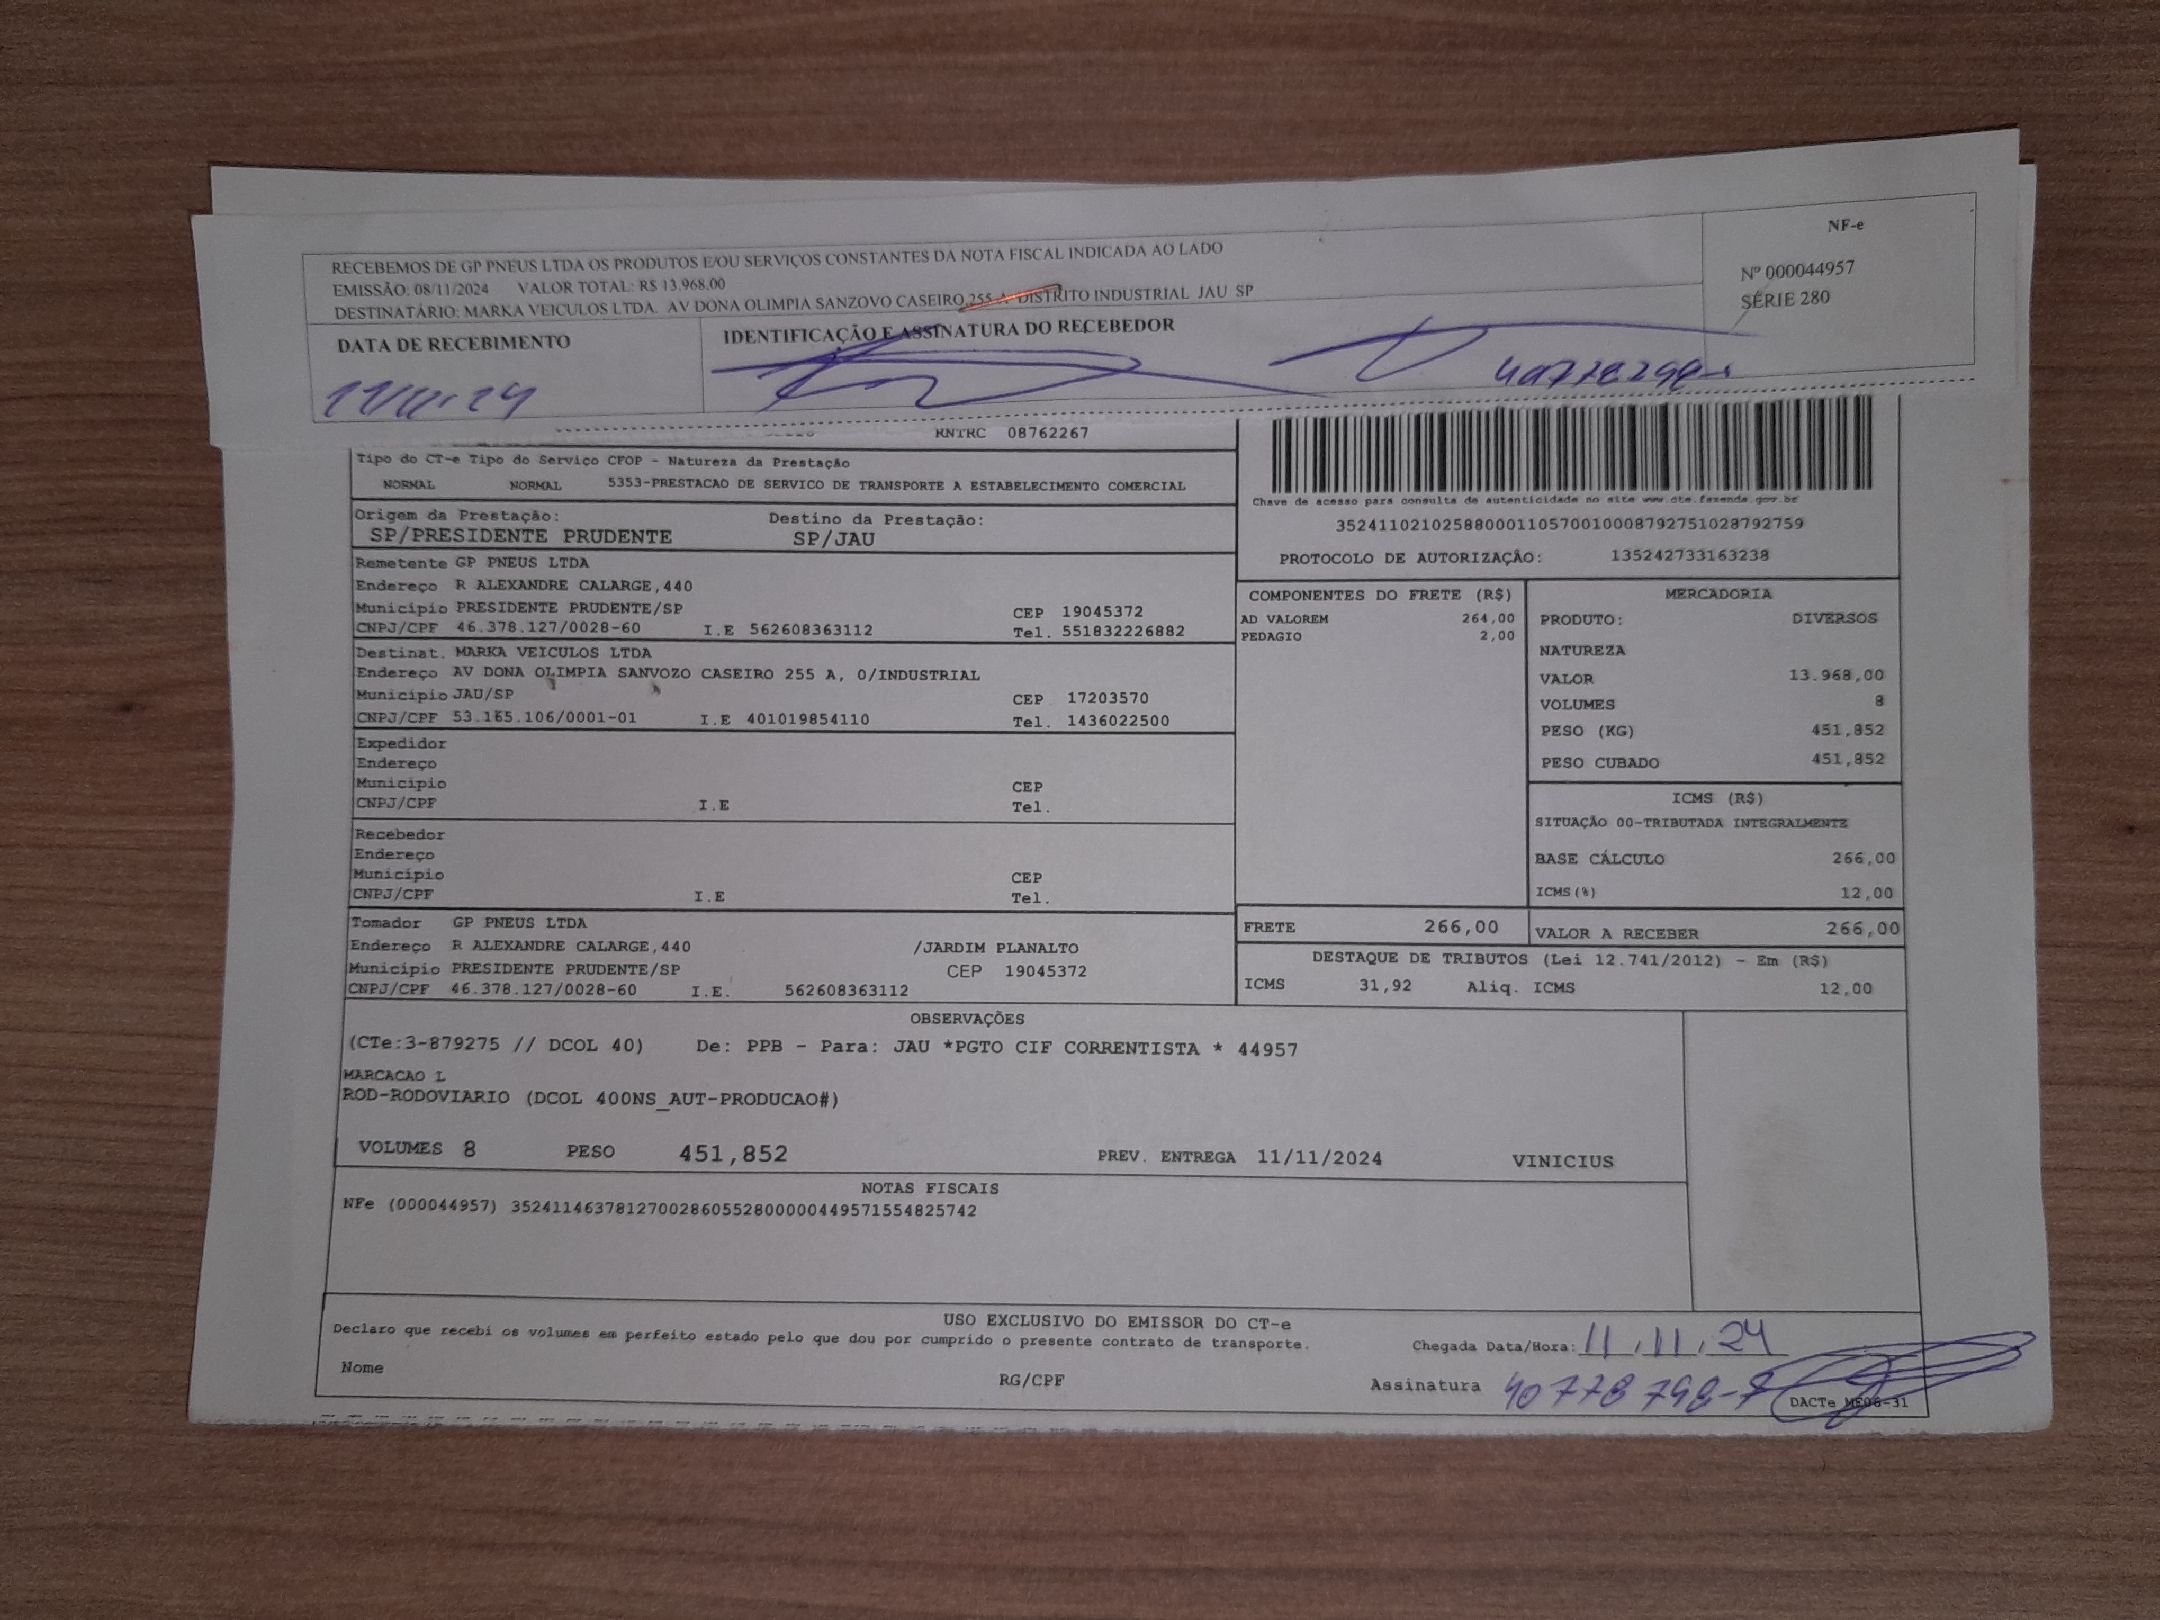 RECEBEMOS DE GP PNEUS LTDA OS PRODUTOS E/OU SERVIÇOS CONSTANTES DA NOTA FISCAL INDICADA AO LADO
EMISSÃO: 08/11/2024 VALOR TOTAL: R$ 13.968.00
DESTINATÁRIO: MARKA VEICULOS LTDA. AV DONA OLIMPIA SANZOVO CASEIRO,255 A DISTRITO INDUSTRIAL JAU SP
NF-e
Nº 000044957
SÉRIE 280
DATA DE RECEBIMENTO
IDENTIFICAÇÃO E ASSINATURA DO RECEBEDOR
11/11.24
RNTRC 08762267
Tipo do CT-e Tipo do Serviço CFOP - Natureza da Prestação
NORMAL NORMAL 5353-PRESTACAO DE SERVICO DE TRANSPORTE A ESTABELECIMENTO COMERCIAL
Origem da Prestação: Destino da Prestação:
SP/PRESIDENTE PRUDENTE SP/JAU
Remetente GP PNEUS LTDA
Endereço R ALEXANDRE CALARGE,440
Município PRESIDENTE PRUDENTE/SP CEP 19045372
CNPJ/CPF 46.378.127/0028-60 I.E 562608363112 Tel. 551832226882
Destinat. MARKA VEICULOS LTDA
Endereço AV DONA OLIMPIA SANVOZO CASEIRO 255 A, 0/INDUSTRIAL
Município JAU/SP CEP 17203570
CNPJ/CPF 53.165.106/0001-01 I.E 401019854110 Tel. 1436022500
Expedidor
Endereço
Município CEP
CNPJ/CPF I.E Tel.
Recebedor
Endereço
Município CEP
CNPJ/CPF I.E Tel.
Tomador GP PNEUS LTDA
Endereço R ALEXANDRE CALARGE,440 /JARDIM PLANALTO
Município PRESIDENTE PRUDENTE/SP CEP 19045372
CNPJ/CPF 46.378.127/0028-60 I.E. 562608363112
Chave de acesso para consulta de autenticidade no site www.cte.fazenda.gov.br
35241102102588000110570010008792751028792759
PROTOCOLO DE AUTORIZAÇÃO: 135242733163238
COMPONENTES DO FRETE (R$)
AD VALOREM 264,00
PEDAGIO 2,00
MERCADORIA
PRODUTO: DIVERSOS
NATUREZA
VALOR 13.968,00
VOLUMES 8
PESO (KG) 451,852
PESO CUBADO 451,852
ICMS (R$)
SITUAÇÃO 00-TRIBUTADA INTEGRALMENTE
BASE CÁLCULO 266,00
ICMS(%) 12,00
FRETE 266,00
VALOR A RECEBER 266,00
DESTAQUE DE TRIBUTOS (Lei 12.741/2012) - Em (R$)
ICMS 31,92 Aliq. ICMS 12,00
OBSERVAÇÕES
(CTe:3-879275 // DCOL 40) De: PPB - Para: JAU *PGTO CIF CORRENTISTA * 44957
MARCACAO L
ROD-RODOVIARIO (DCOL 400NS_AUT-PRODUCAO#)
VOLUMES 8 PESO 451,852 PREV. ENTREGA 11/11/2024 VINICIUS
NOTAS FISCAIS
NFe (000044957) 35241146378127002860552800000449571554825742
USO EXCLUSIVO DO EMISSOR DO CT-e
Declaro que recebi os volumes em perfeito estado pelo que dou por cumprido o presente contrato de transporte.
Chegada Data/Hora: 11.11.24
Nome RG/CPF Assinatura 40778798-7
DACTe